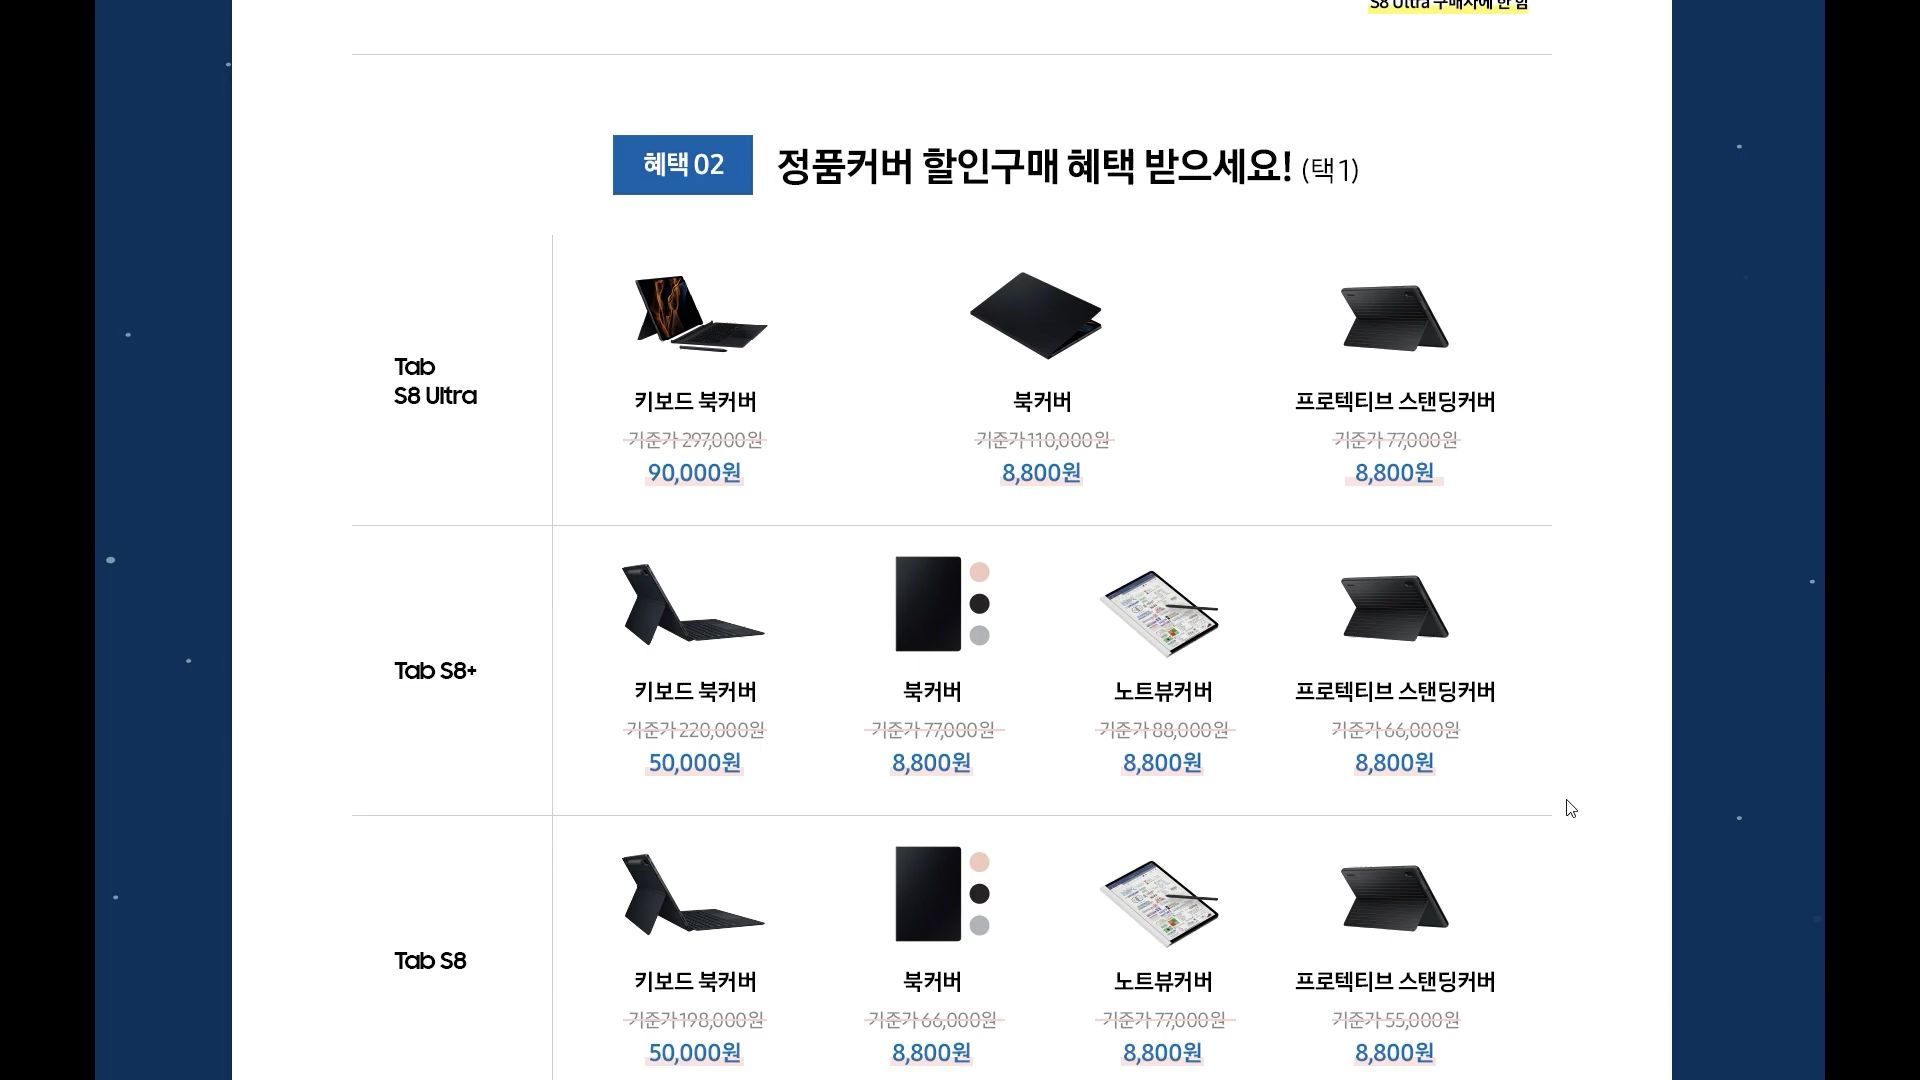 S8 Ultra 구매자에 한 함
혜택 02
정품커버 할인구매 혜택 받으세요! (택1)
Tab
S8 Ultra
키보드 북커버
기준가 297,000원
90,000원
북커버
기준가 110,000원
8,800원
프로텍티브 스탠딩커버
기준가 77,000원
8,800원
Tab S8+
키보드 북커버
기준가 220,000원
50,000원
북커버
기준가 77,000원
8,800원
노트뷰커버
기준가 88,000원
8,800원
프로텍티브 스탠딩커버
기준가 66,000원
8,800원
Tab S8
키보드 북커버
기준가 198,000원
50,000원
북커버
기준가 66,000원
8,800원
노트뷰커버
기준가 77,000원
8,800원
프로텍티브 스탠딩커버
기준가 55,000원
8,800원